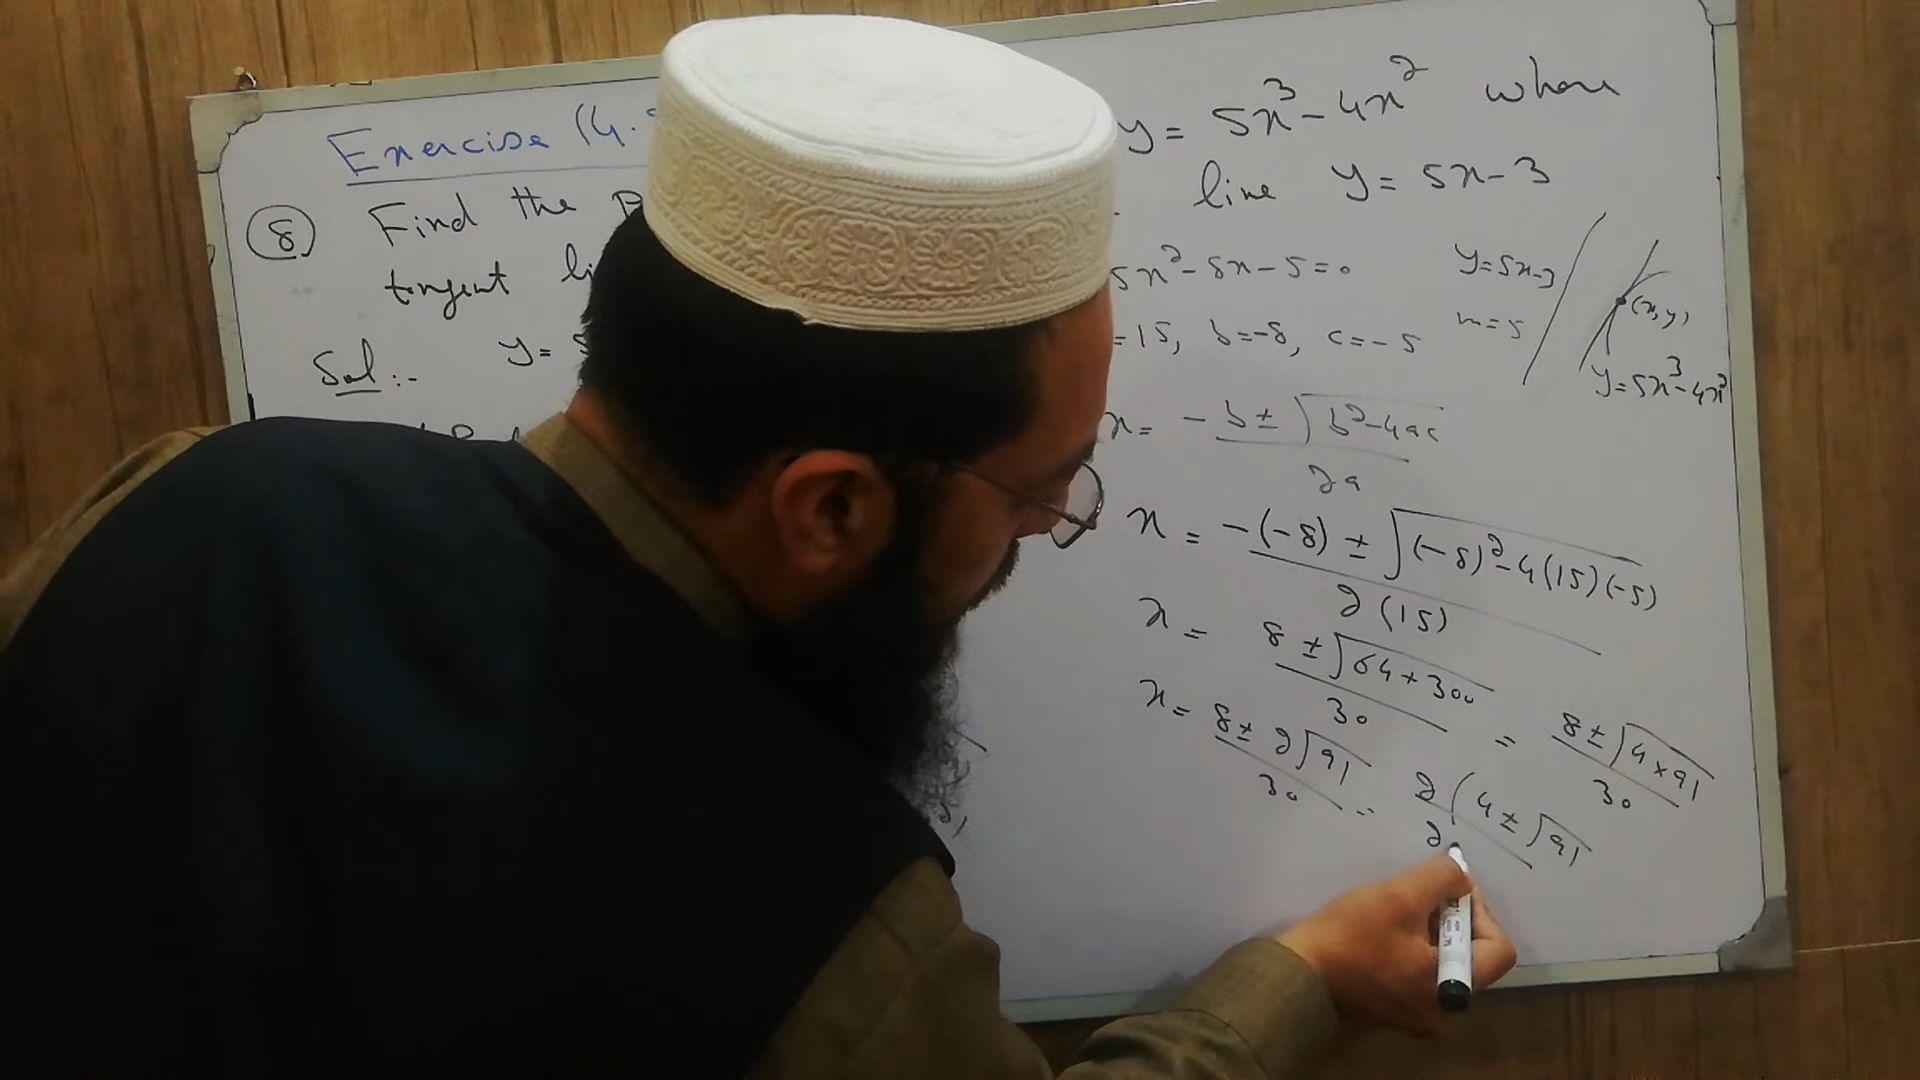 Exercise (4.
⑧ Find the P
y = 5x³ - 4x² where
tangent li
line y = 5x - 3
Sol :-
y = 5
5x² - 8x - 5 = 0
= 15, b = -8, c = -5
x = -b ± √b² - 4ac
2a
x = -(-8) ± √(-8)² - 4(15)(-5)
2(15)
x = 8 ± √64 + 300
30
= 8 ± √4 × 91
30
x = 8 ± 2√91
30
= 2(4 ± √91
2
y = 5x - 3
m = 5
(x, y)
y = 5x³ - 4x²